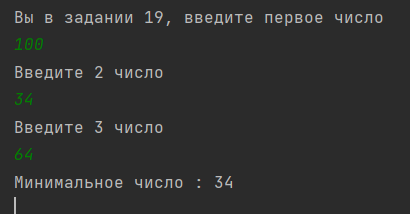 Вы в задании 19, введите первое число
100
Введите 2 число
34
Введите 3 число
64
Минимальное число : 34